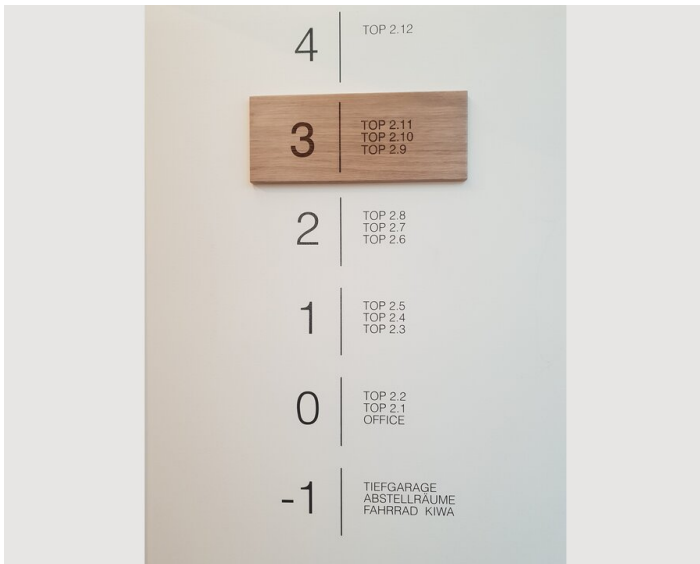 4
TOP 2.12
3
TOP 2.11
TOP 2.10
TOP 2.9
2
TOP 2.8
TOP 2.7
TOP 2.6
1
TOP 2.5
TOP 2.4
TOP 2.3
0
TOP 2.2
TOP 2.1
OFFICE
-1
TIEFGARAGE
ABSTELLRÄUME
FAHRRAD KIWA